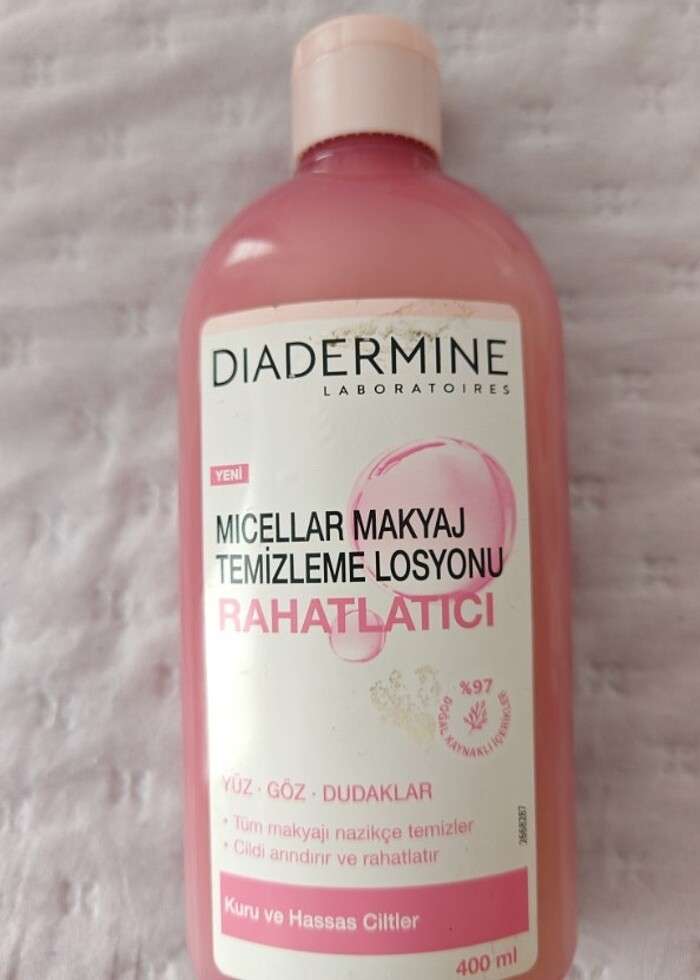 DIADERMINE
LABORATOIRES
YENİ
MICELLAR MAKYAJ
TEMİZLEME LOSYONU
RAHATLATICI
%97
DOĞAL KAYNAKLI İÇERİKLER
YÜZ · GÖZ · DUDAKLAR
• Tüm makyajı nazikçe temizler
• Cildi arındırır ve rahatlatır
2668287
Kuru ve Hassas Ciltler
400 ml